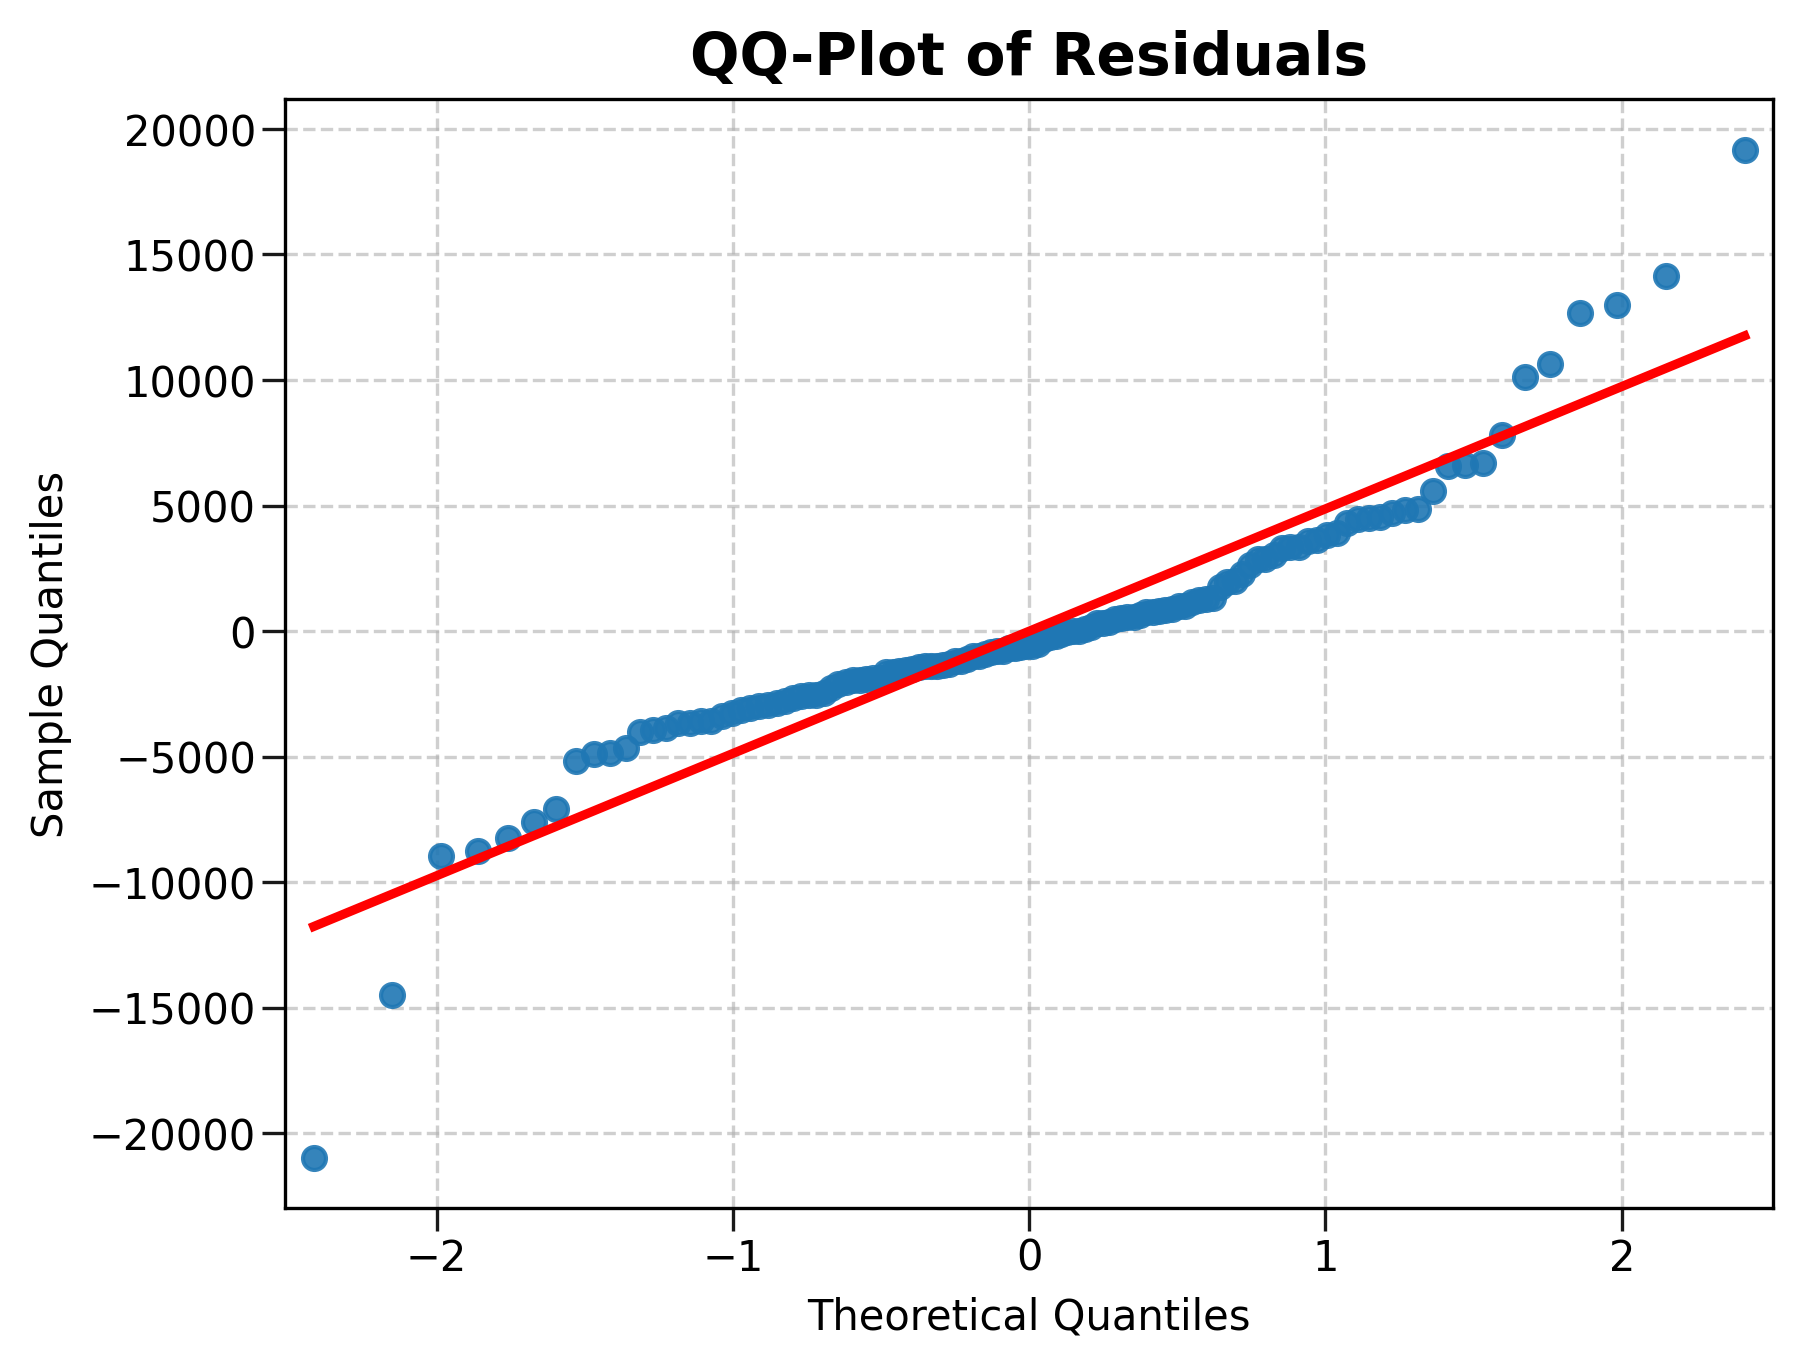 QQ-Plot of Residuals
20000
15000
10000
5000
0
−5000
−10000
−15000
−20000
Sample Quantiles
−2 −1 0 1 2
Theoretical Quantiles